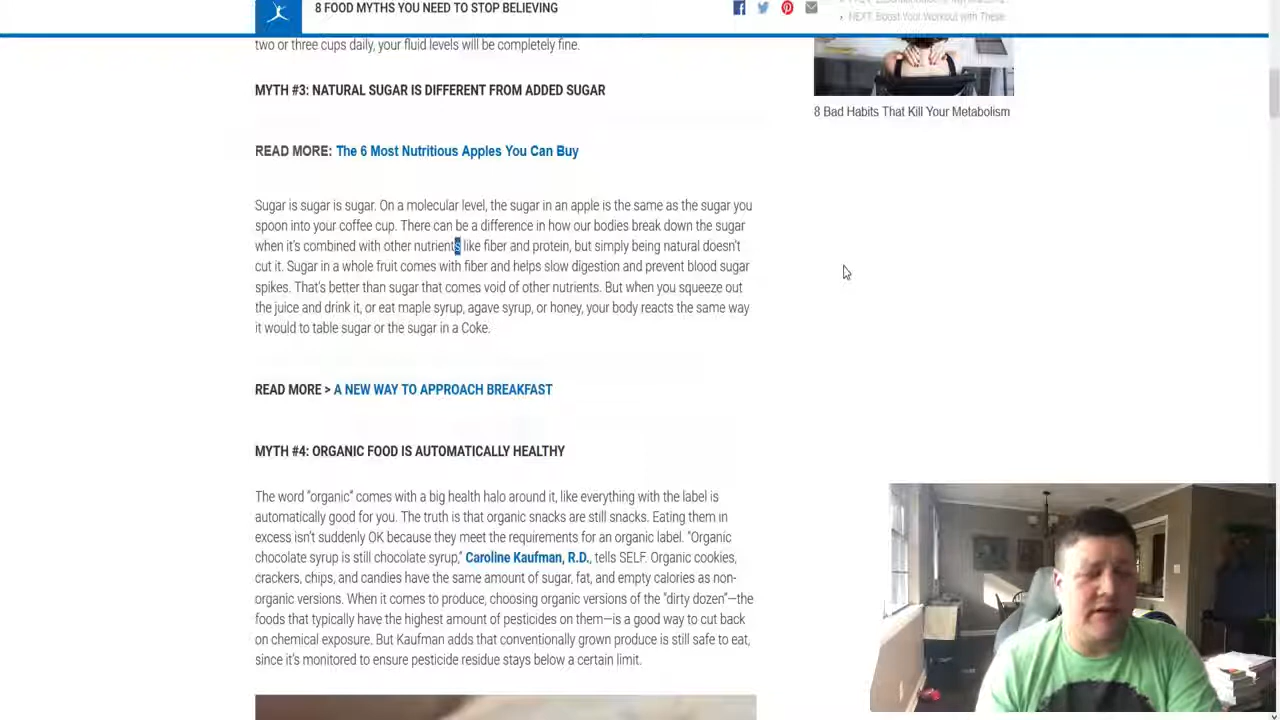 8 FOOD MYTHS YOU NEED TO STOP BELIEVING
NEXT: Boost Your Workout with These
two or three cups daily, your fluid levels will be completely fine.
MYTH #3: NATURAL SUGAR IS DIFFERENT FROM ADDED SUGAR
8 Bad Habits That Kill Your Metabolism
READ MORE: The 6 Most Nutritious Apples You Can Buy
Sugar is sugar is sugar. On a molecular level, the sugar in an apple is the same as the sugar you
spoon into your coffee cup. There can be a difference in how our bodies break down the sugar
when it's combined with other nutrients like fiber and protein, but simply being natural doesn't
cut it. Sugar in a whole fruit comes with fiber and helps slow digestion and prevent blood sugar
spikes. That's better than sugar that comes void of other nutrients. But when you squeeze out
the juice and drink it, or eat maple syrup, agave syrup, or honey, your body reacts the same way
it would to table sugar or the sugar in a Coke.
READ MORE > A NEW WAY TO APPROACH BREAKFAST
MYTH #4: ORGANIC FOOD IS AUTOMATICALLY HEALTHY
The word "organic" comes with a big health halo around it, like everything with the label is
automatically good for you. The truth is that organic snacks are still snacks. Eating them in
excess isn't suddenly OK because they meet the requirements for an organic label. "Organic
chocolate syrup is still chocolate syrup," Caroline Kaufman, R.D., tells SELF. Organic cookies,
crackers, chips, and candies have the same amount of sugar, fat, and empty calories as non-
organic versions. When it comes to produce, choosing organic versions of the "dirty dozen"—the
foods that typically have the highest amount of pesticides on them—is a good way to cut back
on chemical exposure. But Kaufman adds that conventionally grown produce is still safe to eat,
since it's monitored to ensure pesticide residue stays below a certain limit.